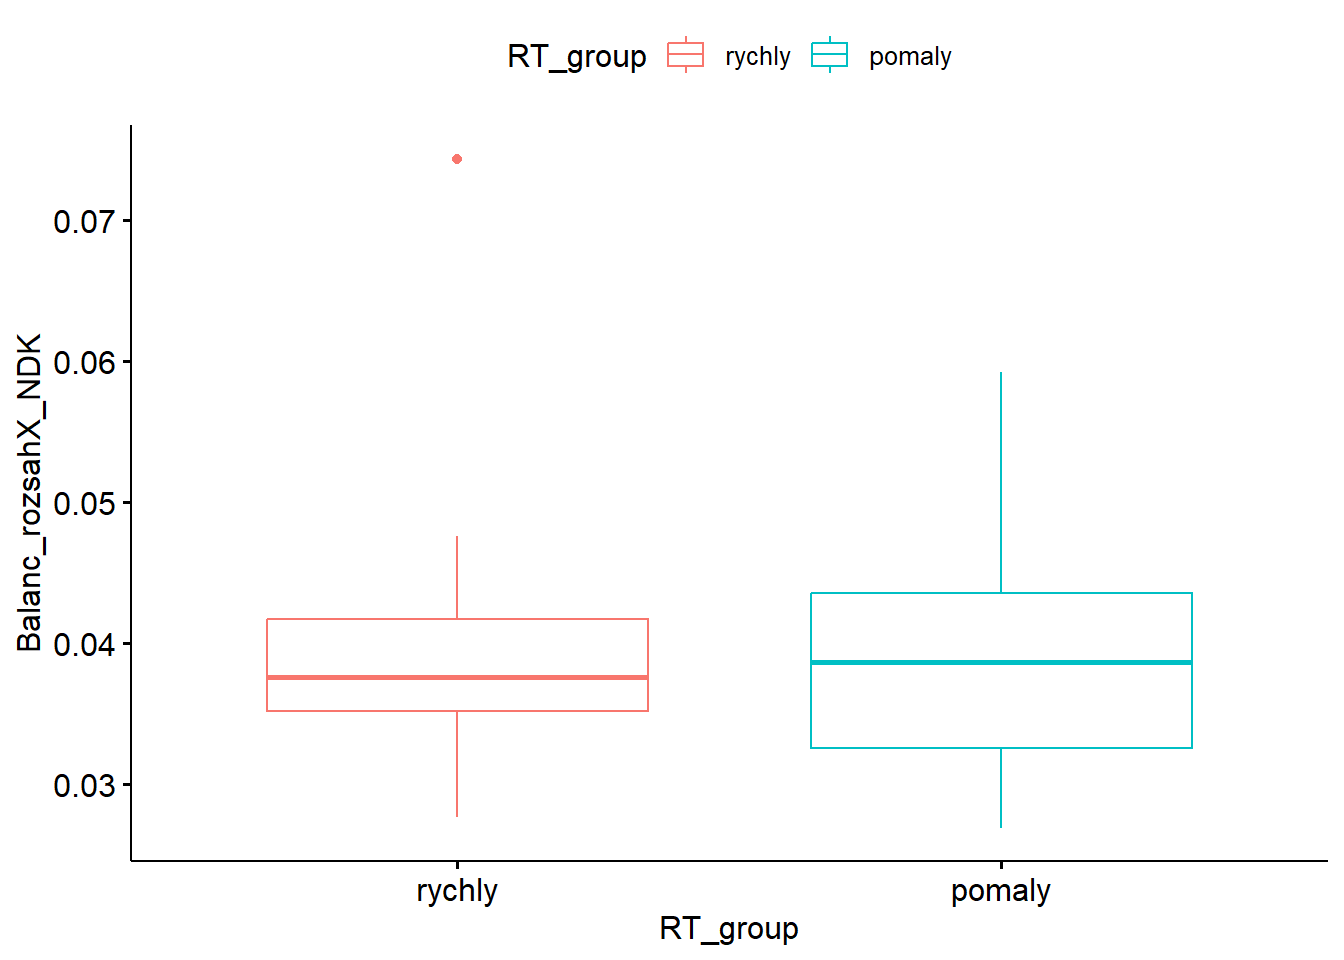 RT_group rychly pomaly
Balanc_rozsahX_NDK
0.07
0.06
0.05
0.04
0.03
rychly pomaly
RT_group